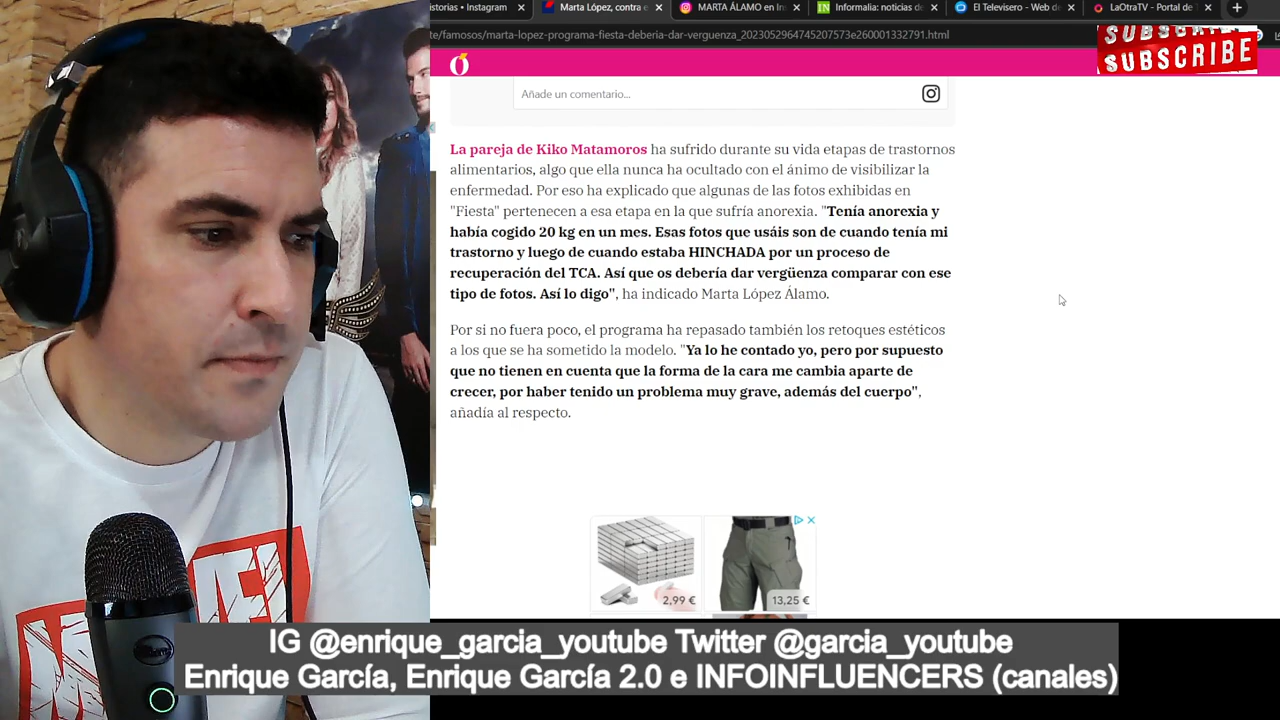 istorias • Instagram
Marta López, contra e
MARTA ÁLAMO en In
Informalia: noticias de
El Televisero - Web de
LaOtraTV - Portal de
te/famosos/marta-lopez-programa-fiesta-deberia-dar-verguenza_2023052964745207573e260001332791.html
SUBSCRIBE
SUBSCRIBE
Añade un comentario...
La pareja de Kiko Matamoros ha sufrido durante su vida etapas de trastornos
alimentarios, algo que ella nunca ha ocultado con el ánimo de visibilizar la
enfermedad. Por eso ha explicado que algunas de las fotos exhibidas en
"Fiesta" pertenecen a esa etapa en la que sufría anorexia. "Tenía anorexia y
había cogido 20 kg en un mes. Esas fotos que usáis son de cuando tenía mi
trastorno y luego de cuando estaba HINCHADA por un proceso de
recuperación del TCA. Así que os debería dar vergüenza comparar con ese
tipo de fotos. Así lo digo", ha indicado Marta López Álamo.
Por si no fuera poco, el programa ha repasado también los retoques estéticos
a los que se ha sometido la modelo. "Ya lo he contado yo, pero por supuesto
que no tienen en cuenta que la forma de la cara me cambia aparte de
crecer, por haber tenido un problema muy grave, además del cuerpo",
añadía al respecto.
2,99 €
13,25 €
IG @enrique_garcia_youtube Twitter @garcia_youtube
Enrique García, Enrique García 2.0 e INFOINFLUENCERS (canales)